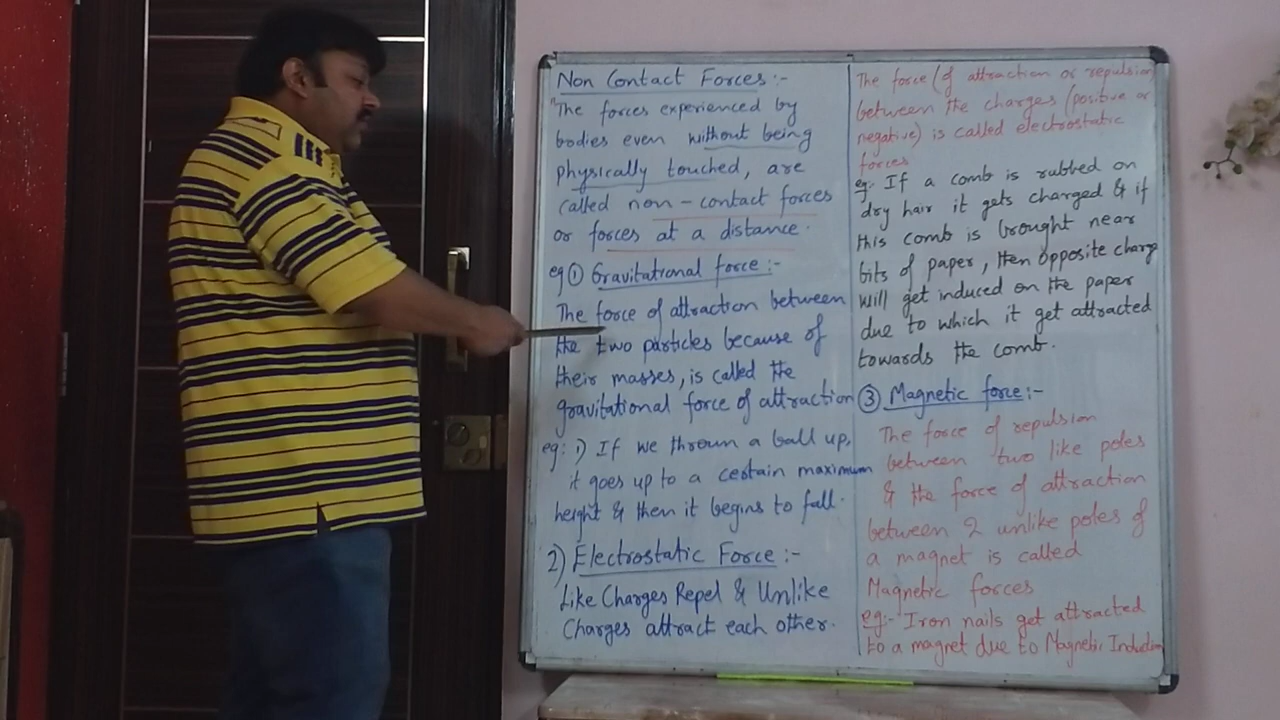 Non Contact Forces :-
"The forces experienced by
bodies even without being
physically touched, are
called non - contact forces
or forces at a distance.
eg ① Gravitational force :-
The force of attraction between
the two particles because of
their masses, is called the
gravitational force of attraction
eg: i) If we thrown a ball up,
it goes up to a certain maximum
height & then it begins to fall.
2) Electrostatic Force :-
Like Charges Repel & Unlike
Charges attract each other.
The force (of attraction or repulsion)
between the charges (positive or
negative) is called electrostatic
forces
eg:- If a comb is rubbed on
dry hair it gets charged & if
this comb is brought near
bits of paper, then opposite charge
will get induced on the paper
due to which it get attracted
towards the comb.
③ Magnetic force :-
The force of repulsion
between two like poles
& the force of attraction
between 2 unlike poles of
a magnet is called
Magnetic forces
eg:- Iron nails get attracted
to a magnet due to Magnetic Induction